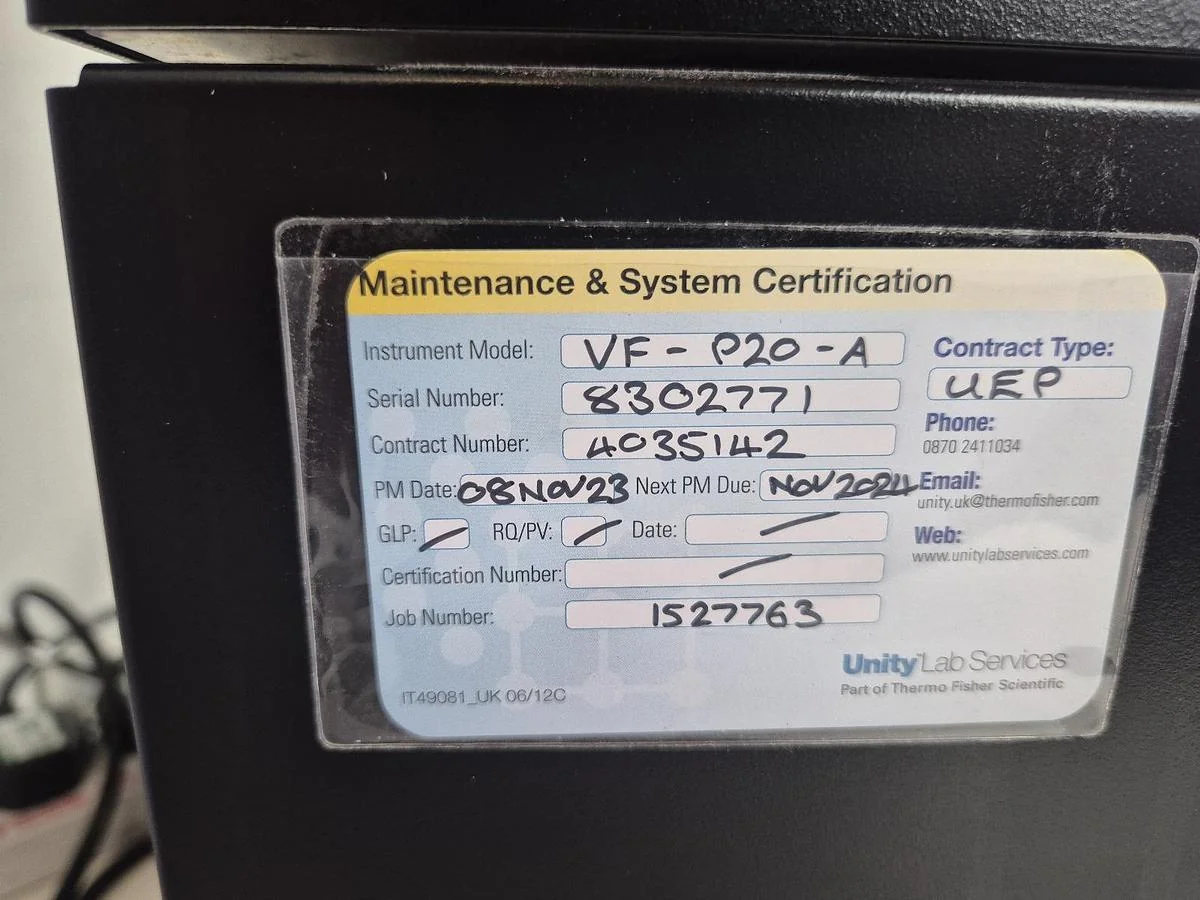 Maintenance & System Certification
Instrument Model: VF - P20 - A
Serial Number: 8302771
Contract Number: 4035142
PM Date: 08NOV23 Next PM Due: NOV2024
GLP: / RQ/PV: / Date: /
Certification Number: /
Job Number: 1527763
Contract Type:
UEP
Phone:
0870 2411034
Email:
unity.uk@thermofisher.com
Web:
www.unitylabservices.com
Unity™Lab Services
Part of Thermo Fisher Scientific
IT49081_UK 06/12C